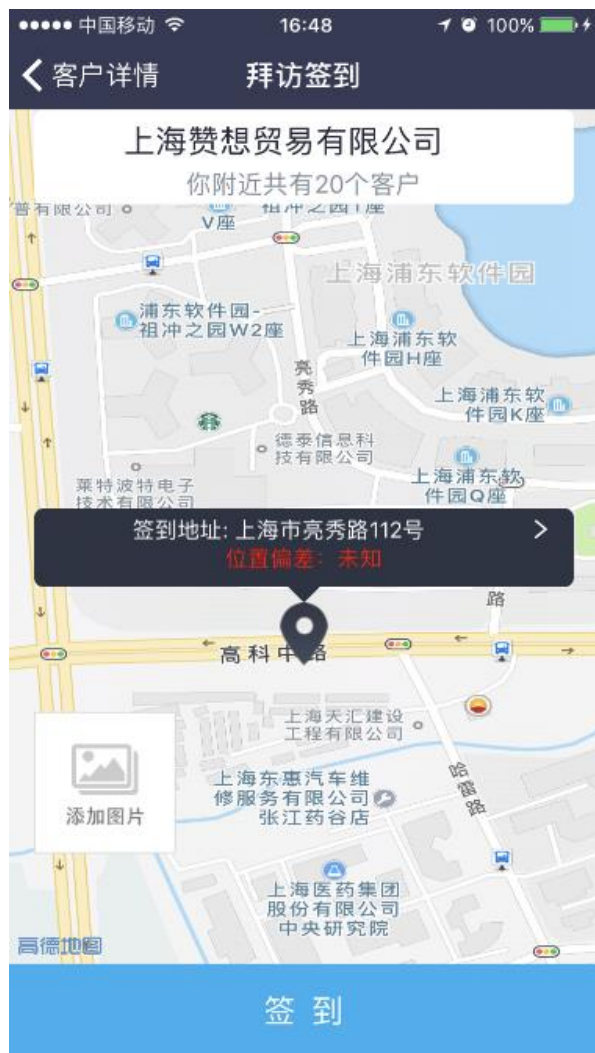 中国移动 16:48 100%
客户详情 拜访签到
上海赞想贸易有限公司
你附近共有20个客户
普有限公司
V座
祖冲之园1座
上海浦东软件园
浦东软件园-
祖冲之园W2座
上海浦东软
件园H座
亮秀路
上海浦东软
件园K座
德泰信息科
技有限公司
上海浦东软
件园Q座
莱特波特电子
技术有限公司
签到地址: 上海市亮秀路112号
位置偏差: 未知
路
高科中路
上海天汇建设
工程有限公司
哈雷路
上海东惠汽车维
修服务有限公司
张江药谷店
添加图片
上海医药集团
股份有限公司
中央研究院
高德地图
签到